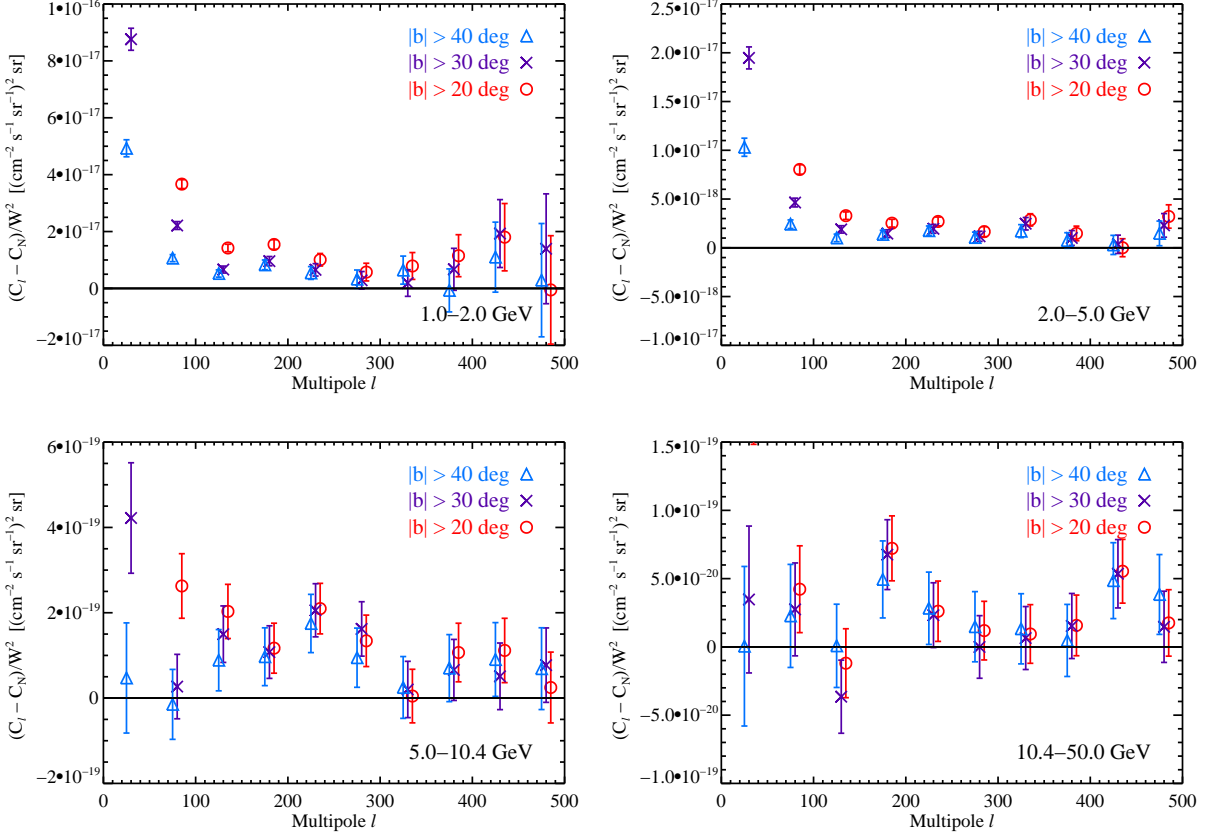 1•10⁻¹⁶
8•10⁻¹⁷
6•10⁻¹⁷
4•10⁻¹⁷
2•10⁻¹⁷
0
−2•10⁻¹⁷
(C_l − C_N)/W² [(cm⁻² s⁻¹ sr⁻¹)² sr]
|b| > 40 deg
|b| > 30 deg
|b| > 20 deg
1.0−2.0 GeV
0 100 200 300 400 500
Multipole l
2.5•10⁻¹⁷
2.0•10⁻¹⁷
1.5•10⁻¹⁷
1.0•10⁻¹⁷
5.0•10⁻¹⁸
0
−5.0•10⁻¹⁸
−1.0•10⁻¹⁷
(C_l − C_N)/W² [(cm⁻² s⁻¹ sr⁻¹)² sr]
|b| > 40 deg
|b| > 30 deg
|b| > 20 deg
2.0−5.0 GeV
0 100 200 300 400 500
Multipole l
6•10⁻¹⁹
4•10⁻¹⁹
2•10⁻¹⁹
0
−2•10⁻¹⁹
(C_l − C_N)/W² [(cm⁻² s⁻¹ sr⁻¹)² sr]
|b| > 40 deg
|b| > 30 deg
|b| > 20 deg
5.0−10.4 GeV
0 100 200 300 400 500
Multipole l
1.5•10⁻¹⁹
1.0•10⁻¹⁹
5.0•10⁻²⁰
0
−5.0•10⁻²⁰
−1.0•10⁻¹⁹
(C_l − C_N)/W² [(cm⁻² s⁻¹ sr⁻¹)² sr]
|b| > 40 deg
|b| > 30 deg
|b| > 20 deg
10.4−50.0 GeV
0 100 200 300 400 500
Multipole l